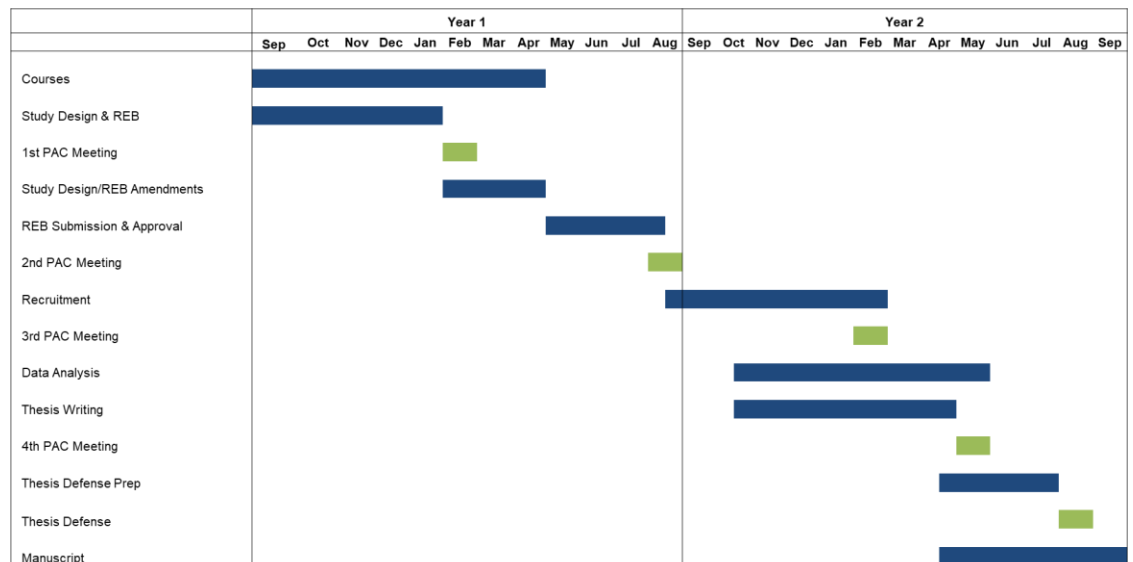 Year 1 Year 2
Sep Oct Nov Dec Jan Feb Mar Apr May Jun Jul Aug Sep Oct Nov Dec Jan Feb Mar Apr May Jun Jul Aug Sep
Courses
Study Design & REB
1st PAC Meeting
Study Design/REB Amendments
REB Submission & Approval
2nd PAC Meeting
Recruitment
3rd PAC Meeting
Data Analysis
Thesis Writing
4th PAC Meeting
Thesis Defense Prep
Thesis Defense
Manuscript